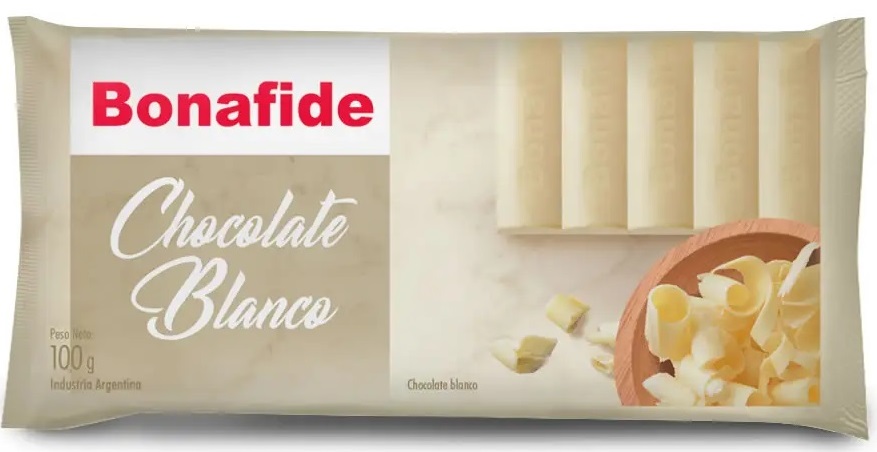 Bonafide
Chocolate
Blanco
Peso Neto:
100 g
Industria Argentina
Chocolate blanco